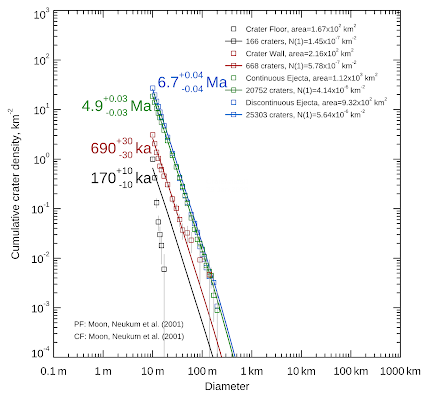 10³
10²
10¹
10⁰
10⁻¹
10⁻²
10⁻³
10⁻⁴
Cumulative crater density, km⁻²
Crater Floor, area=1.67x10² km²
166 craters, N(1)=1.45x10⁻⁷ km⁻²
Crater Wall, area=2.16x10² km²
668 craters, N(1)=5.78x10⁻⁷ km⁻²
Continuous Ejecta, area=1.12x10³ km²
20752 craters, N(1)=4.14x10⁻⁶ km⁻²
Discontinuous Ejecta, area=9.32x10² km²
25303 craters, N(1)=5.64x10⁻⁶ km⁻²
6.7+0.04-0.04 Ma
4.9+0.03-0.03 Ma
690+30-30 ka
170+10-10 ka
PF: Moon, Neukum et al. (2001)
CF: Moon, Neukum et al. (2001)
0.1 m 1 m 10 m 100 m 1 km 10 km 100 km 1000 km
Diameter